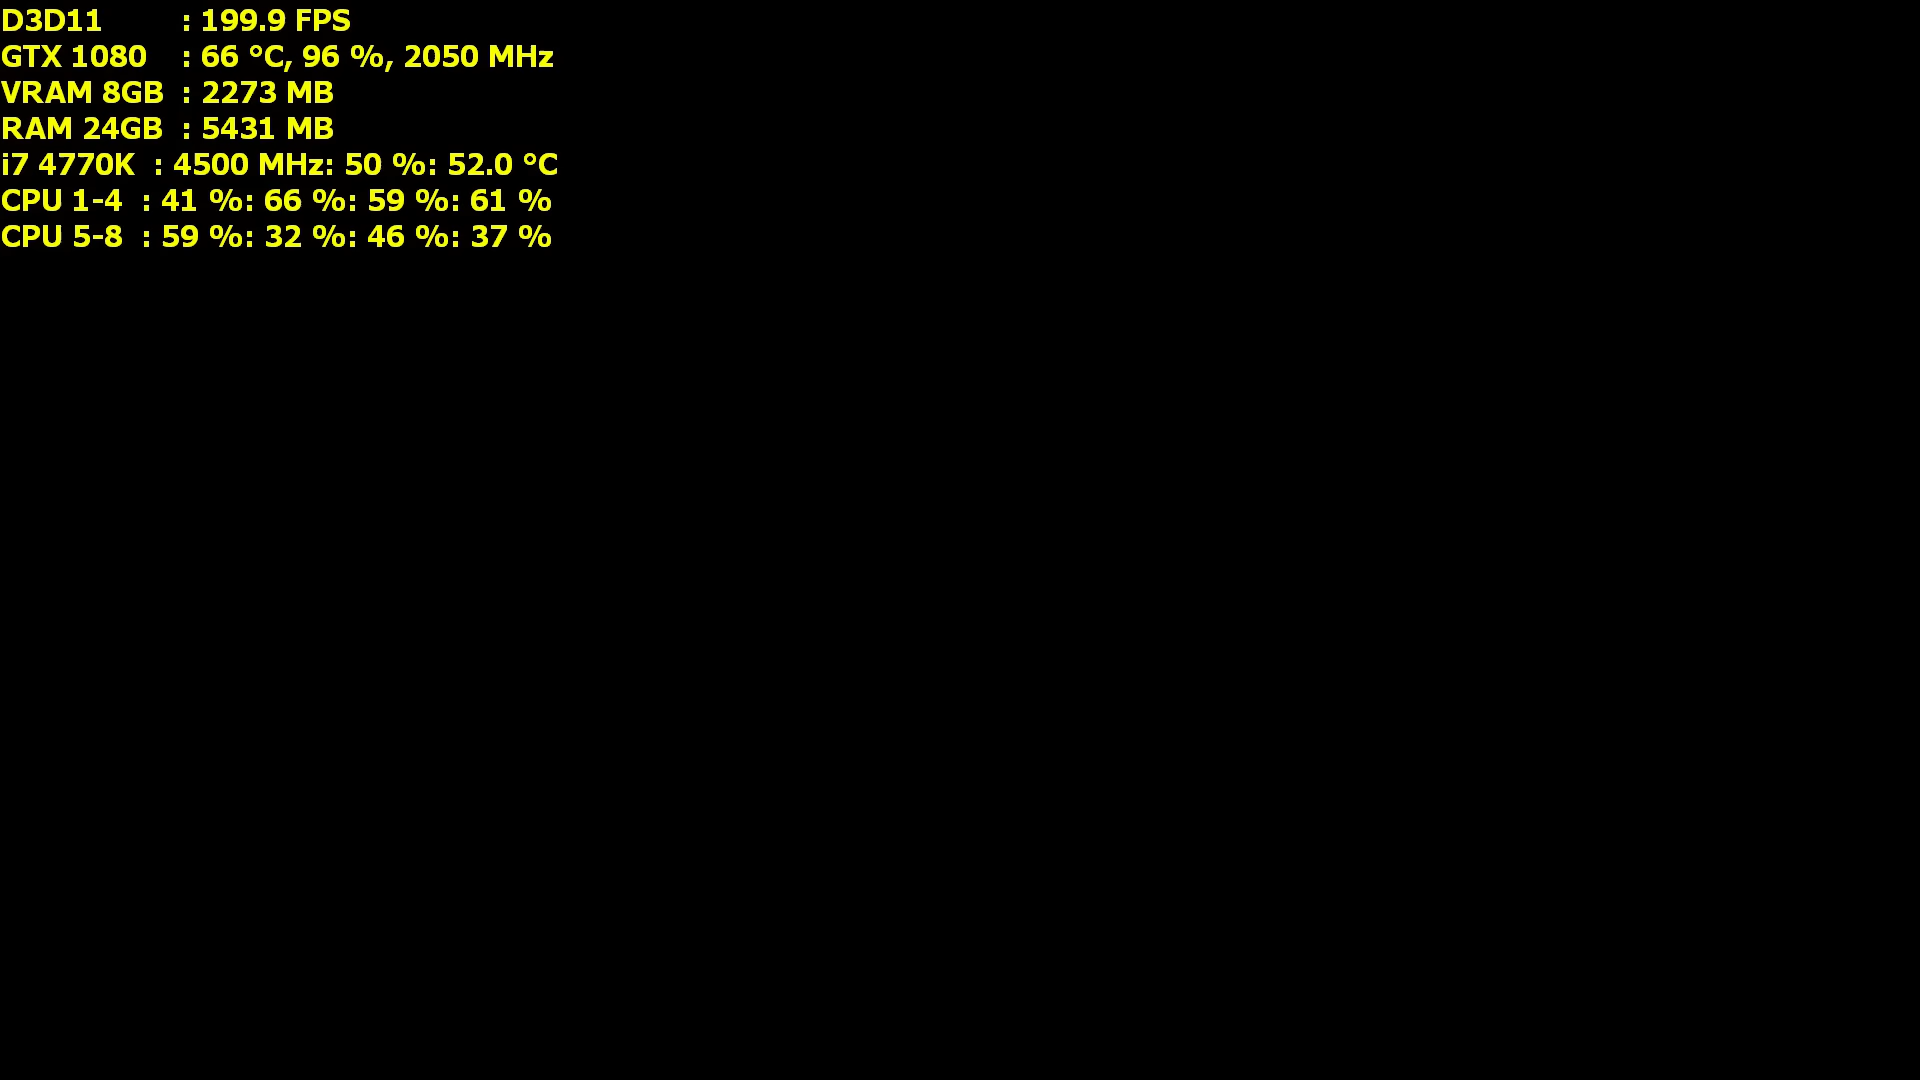 D3D11 : 199.9 FPS
GTX 1080 : 66 °C, 96 %, 2050 MHz
VRAM 8GB : 2273 MB
RAM 24GB : 5431 MB
i7 4770K : 4500 MHz: 50 %: 52.0 °C
CPU 1-4 : 41 %: 66 %: 59 %: 61 %
CPU 5-8 : 59 %: 32 %: 46 %: 37 %